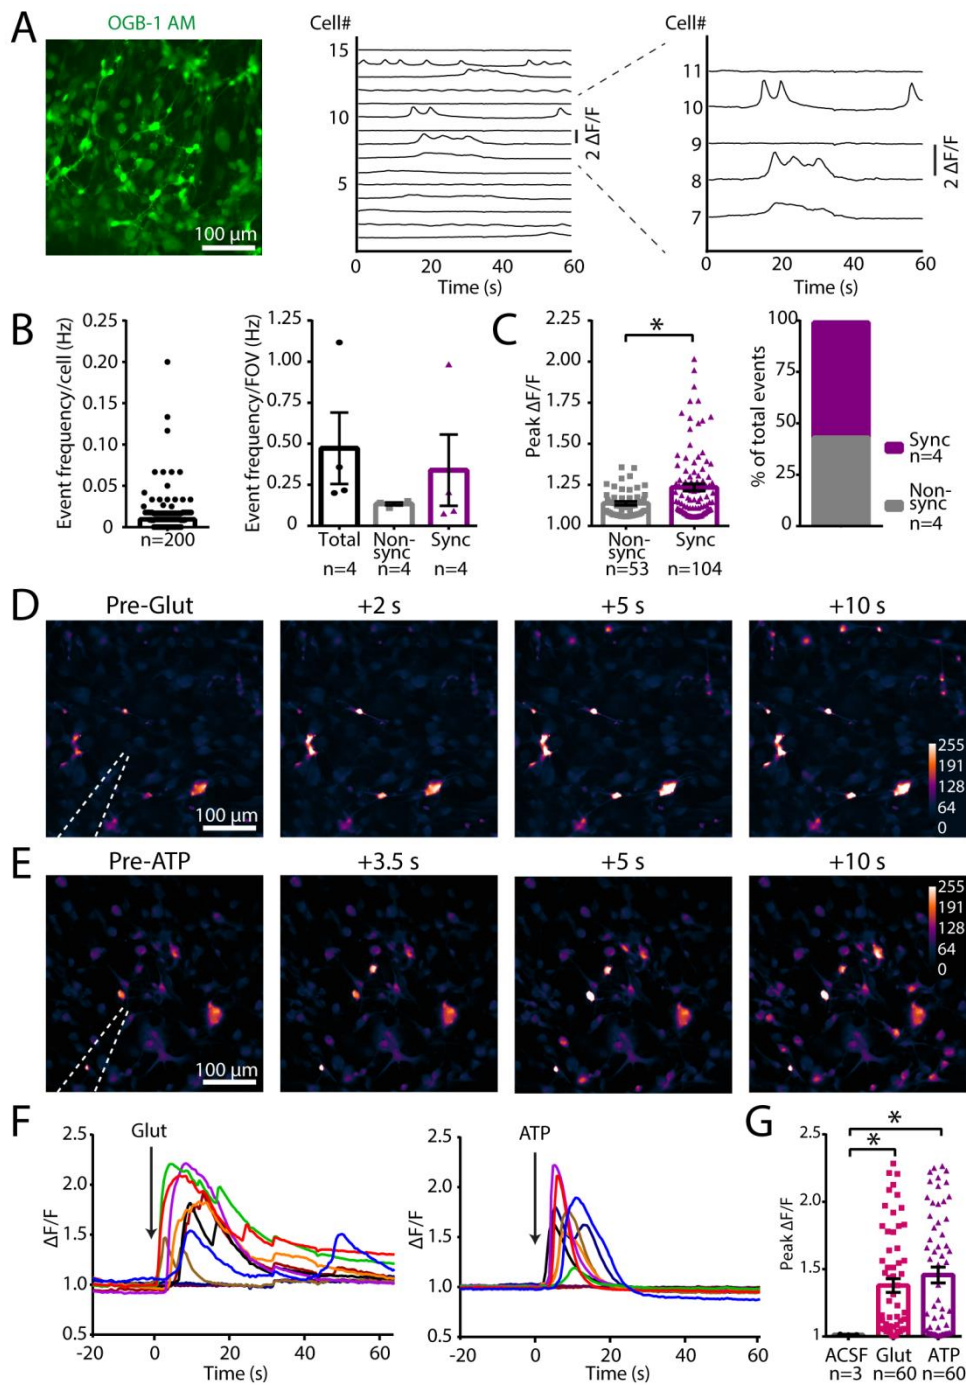 A
OGB-1 AM
100 µm
Cell#
15
10
5
2 ΔF/F
0
20
40
60
Time (s)
Cell#
11
10
9
8
7
2 ΔF/F
0
20
40
60
Time (s)
B
Event frequency/cell (Hz)
0.25
0.20
0.15
0.10
0.05
0
n=200
Event frequency/FOV (Hz)
1.25
1.00
0.75
0.50
0.25
0
Total
Non-
sync
Sync
n=4
n=4
n=4
C
Peak ΔF/F
2.00
1.75
1.50
1.25
1.00
*
Non-
sync
Sync
n=53
n=104
% of total events
100
75
50
25
0
Sync
n=4
Non-
sync
n=4
D
Pre-Glut
+2 s
+5 s
+10 s
100 µm
255
191
128
64
0
E
Pre-ATP
+3.5 s
+5 s
+10 s
100 µm
255
191
128
64
0
F
ΔF/F
2.5
2.0
1.5
1.0
0.5
Glut
-20
0
20
40
60
Time (s)
ΔF/F
2.5
2.0
1.5
1.0
0.5
ATP
-20
0
20
40
60
Time (s)
G
Peak ΔF/F
2.5
2.0
1.5
1
*
*
ACSF
Glut
ATP
n=3
n=60
n=60